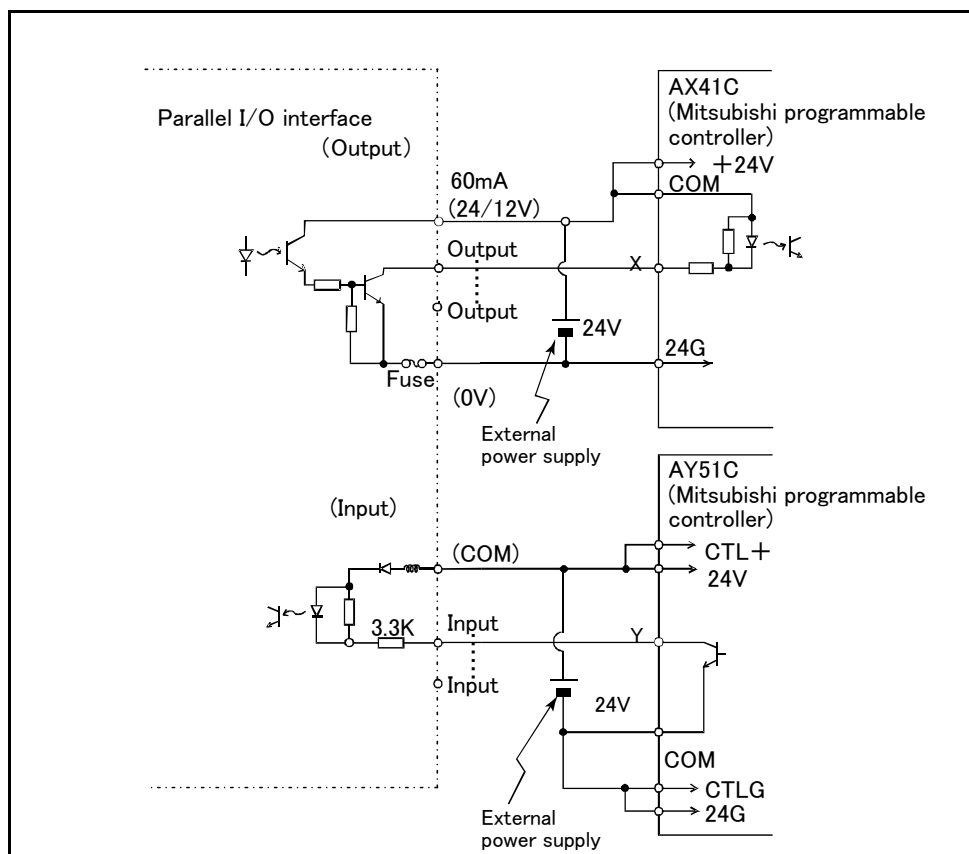 Parallel I/O interface
(Output)
60mA
(24/12V)
Output
Output
Fuse
(0V)
24V
External
power supply
AX41C
(Mitsubishi programmable
controller)
+24V
COM
X
24G
(Input)
(COM)
3.3K
Input
Input
24V
External
power supply
AY51C
(Mitsubishi programmable
controller)
CTL+
24V
Y
COM
CTLG
24G